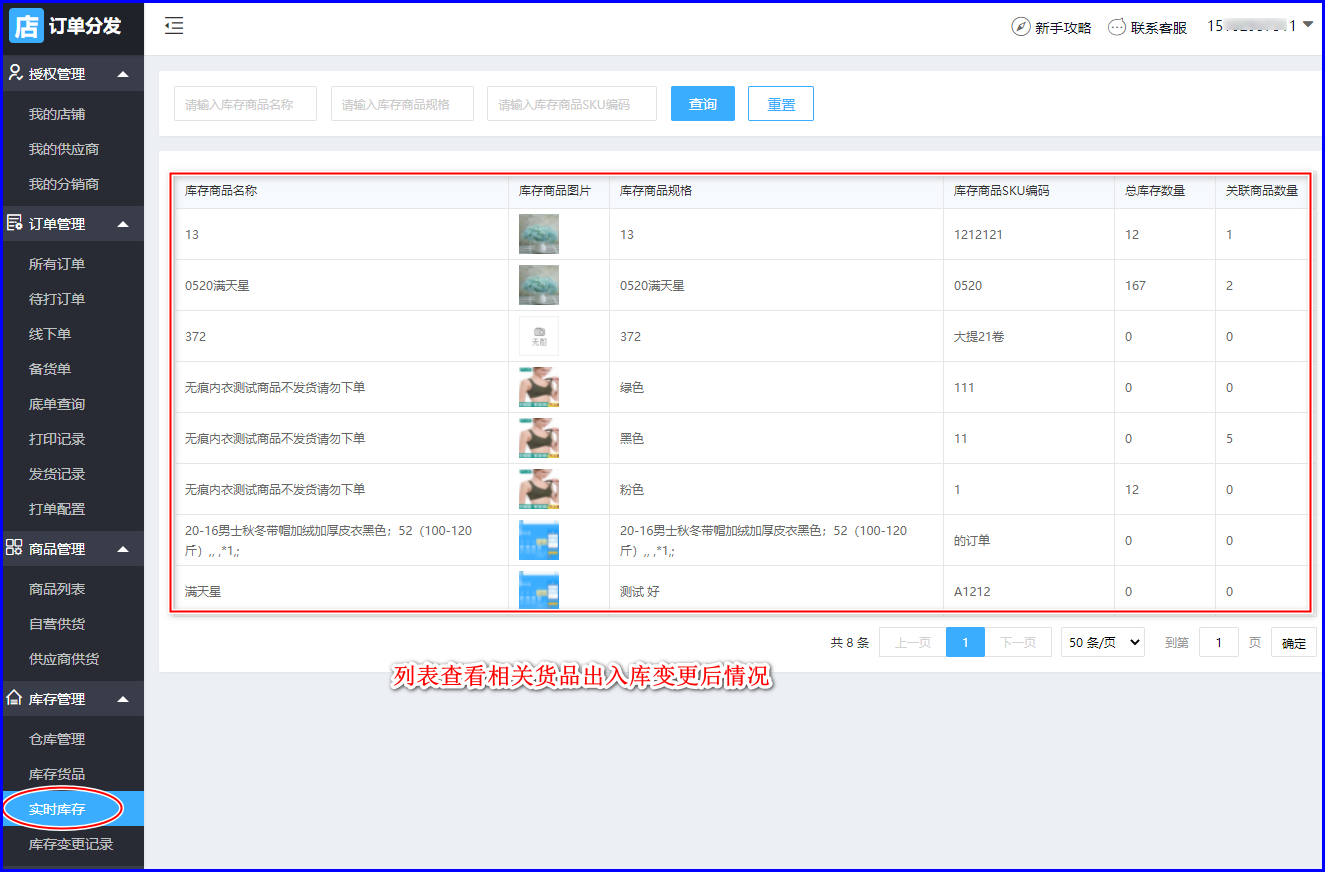 店 订单分发
新手攻略 联系客服
授权管理
我的店铺
我的供应商
我的分销商
订单管理
所有订单
待打订单
线下单
备货单
底单查询
打印记录
发货记录
打单配置
商品管理
商品列表
自营供货
供应商供货
库存管理
仓库管理
库存货品
实时库存
库存变更记录
请输入库存商品名称 请输入库存商品规格 请输入库存商品SKU编码 查询 重置
库存商品名称 库存商品图片 库存商品规格 库存商品SKU编码 总库存数量 关联商品数量
13 13 1212121 12 1
0520满天星 0520满天星 0520 167 2
372 无图 372 大提21卷 0 0
无痕内衣测试商品不发货请勿下单 绿色 111 0 0
无痕内衣测试商品不发货请勿下单 黑色 11 0 5
无痕内衣测试商品不发货请勿下单 粉色 1 12 0
20-16男士秋冬带帽加绒加厚皮衣黑色；52（100-120 20-16男士秋冬带帽加绒加厚皮衣黑色；52（100-120 的订单 0 0
斤）,, ,*1,; 斤）,, ,*1,;
满天星 测试 好 A1212 0 0
共 8 条 上一页 1 下一页 50 条/页 到第 1 页 确定
列表查看相关货品出入库变更后情况